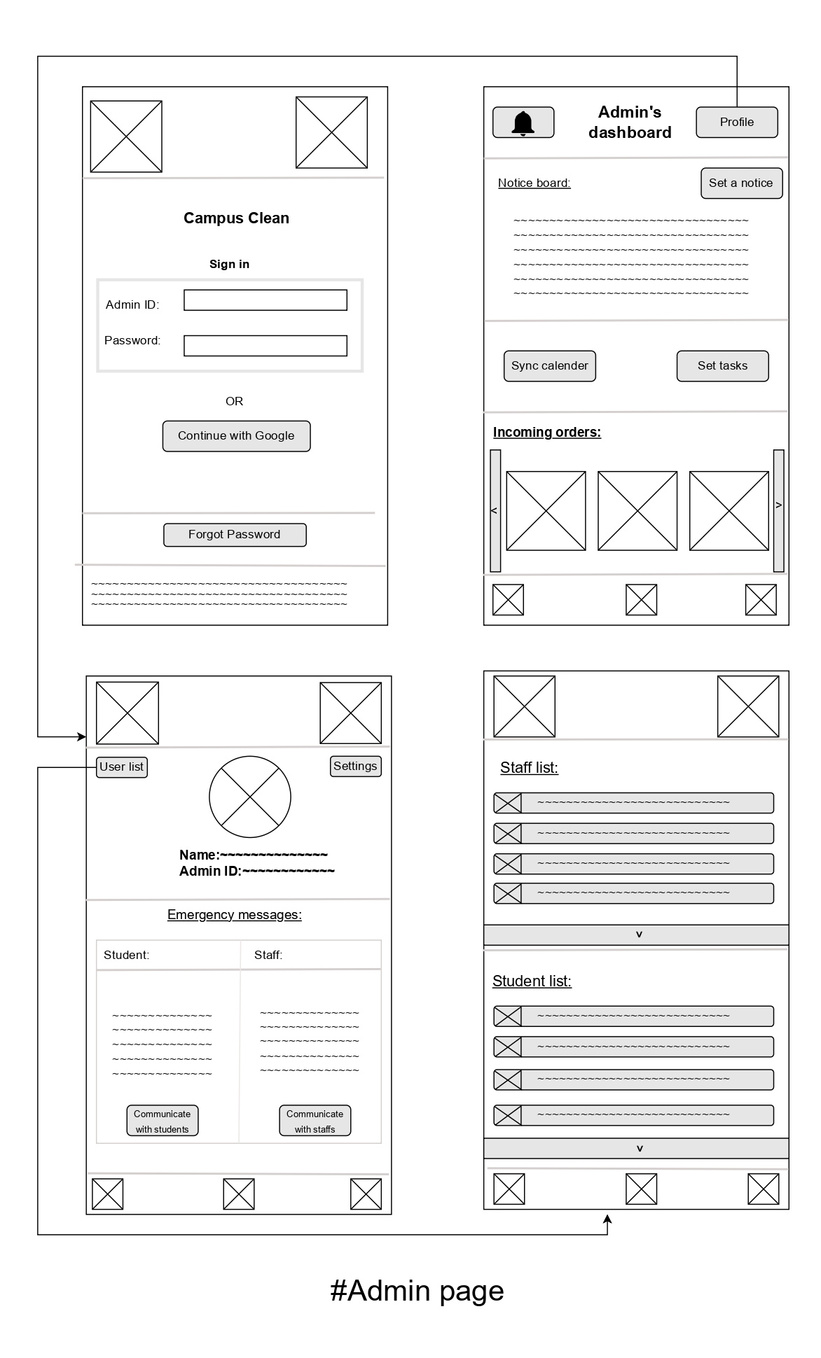 Campus Clean
Sign in
Admin ID:
Password:
OR
Continue with Google
Forgot Password
Admin's
dashboard
Profile
Notice board:
Set a notice
Sync calender
Set tasks
Incoming orders:
<
>
User list
Settings
Name:~~~~~~~~~~~~~~
Admin ID:~~~~~~~~~~~~
Emergency messages:
Student:
Staff:
Communicate
with students
Communicate
with staffs
Staff list:
v
Student list:
v
#Admin page